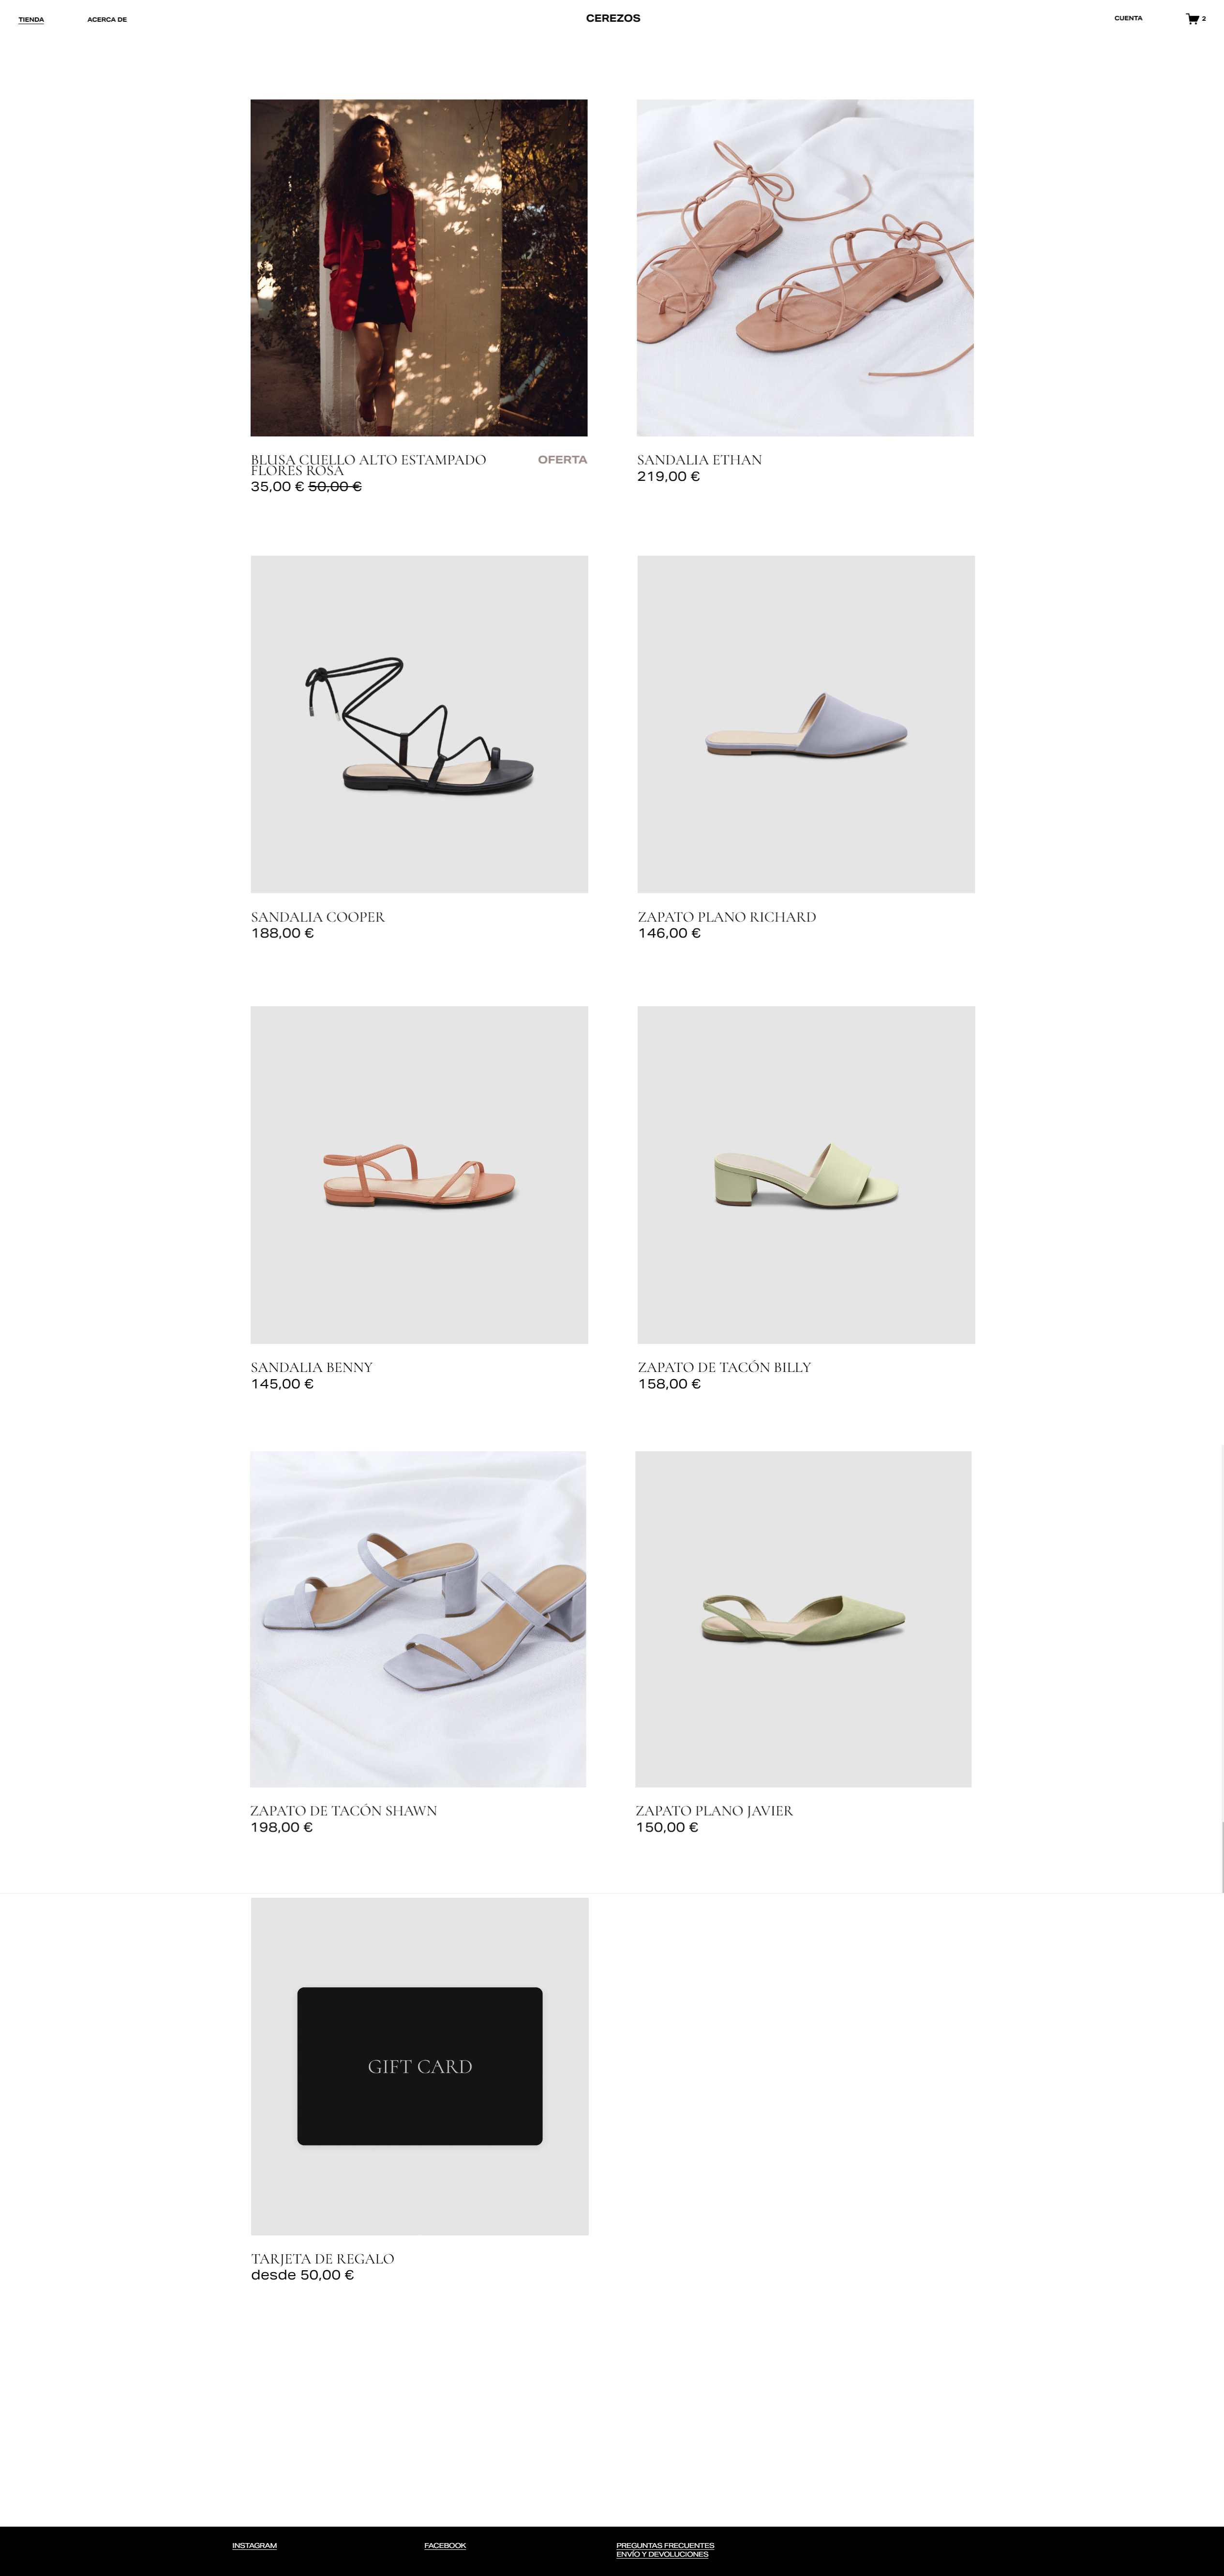 TIENDA
ACERCA DE
CEREZOS
CUENTA
2
BLUSA CUELLO ALTO ESTAMPADO
FLORES ROSA
OFERTA
35,00 € 50,00 €
SANDALIA ETHAN
219,00 €
SANDALIA COOPER
188,00 €
ZAPATO PLANO RICHARD
146,00 €
SANDALIA BENNY
145,00 €
ZAPATO DE TACÓN BILLY
158,00 €
ZAPATO DE TACÓN SHAWN
198,00 €
ZAPATO PLANO JAVIER
150,00 €
GIFT CARD
TARJETA DE REGALO
desde 50,00 €
INSTAGRAM
FACEBOOK
PREGUNTAS FRECUENTES
ENVÍO Y DEVOLUCIONES